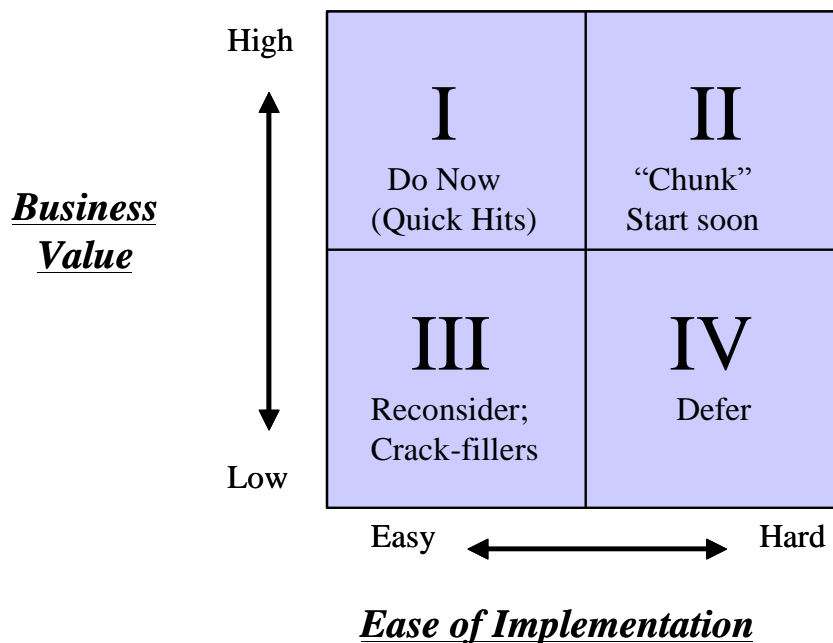 High
I
Do Now
(Quick Hits)
II
“Chunk”
Start soon
Business
Value
III
Reconsider;
Crack-fillers
IV
Defer
Low
Easy
Hard
Ease of Implementation